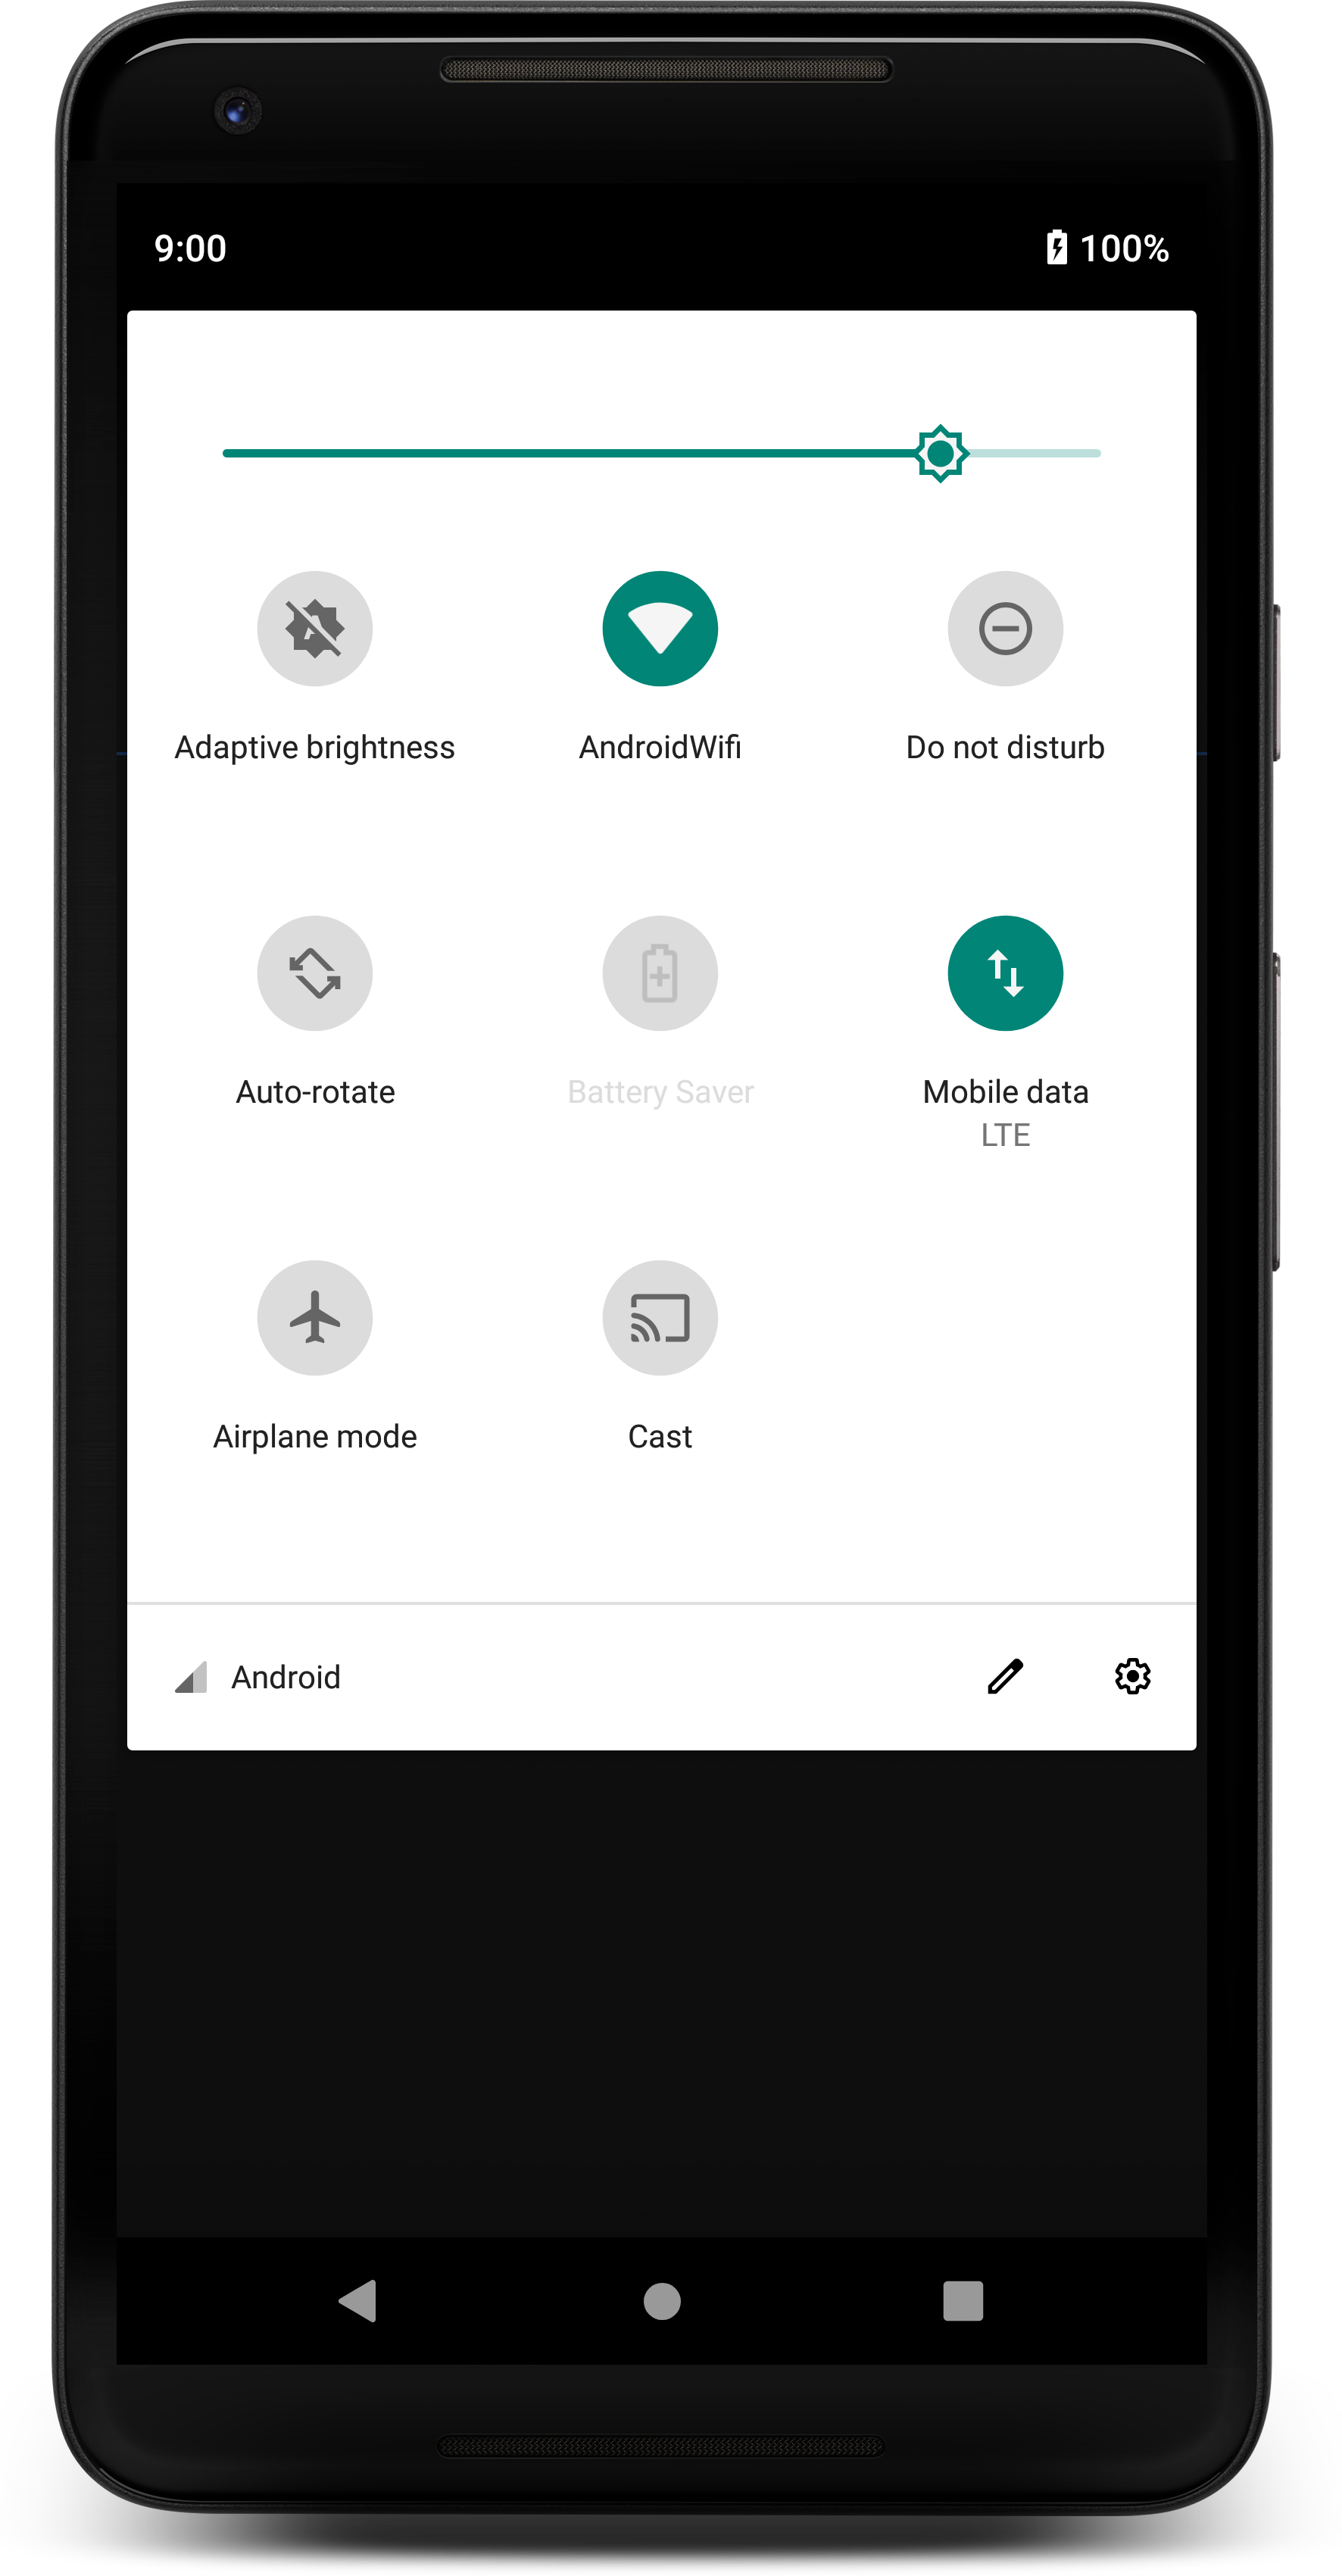 9:00 100%
Adaptive brightness
AndroidWifi
Do not disturb
Auto-rotate
Battery Saver
Mobile data
LTE
Airplane mode
Cast
Android